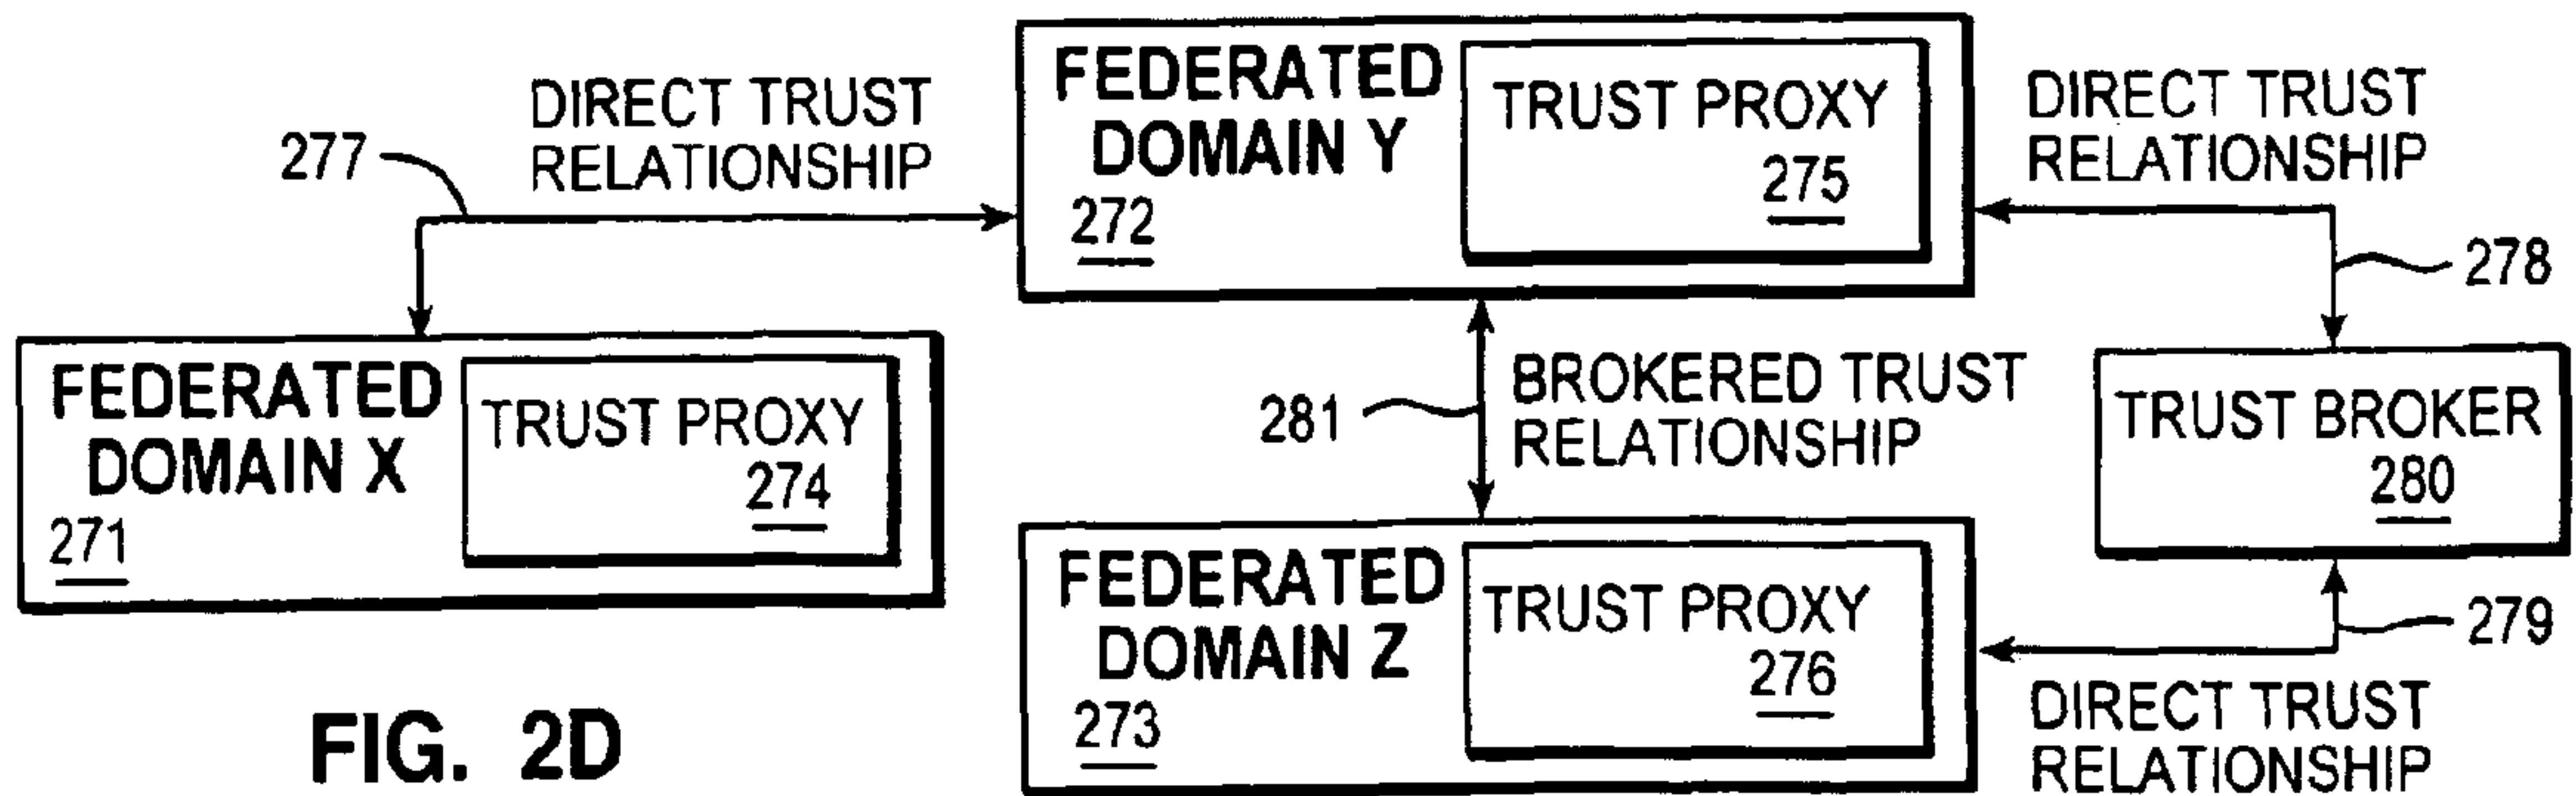 DIRECT TRUST
RELATIONSHIP
277
FEDERATED
DOMAIN Y
272
TRUST PROXY
275
DIRECT TRUST
RELATIONSHIP
278
FEDERATED
DOMAIN X
271
TRUST PROXY
274
281
BROKERED TRUST
RELATIONSHIP
TRUST BROKER
280
FEDERATED
DOMAIN Z
273
TRUST PROXY
276
279
DIRECT TRUST
RELATIONSHIP
FIG. 2D